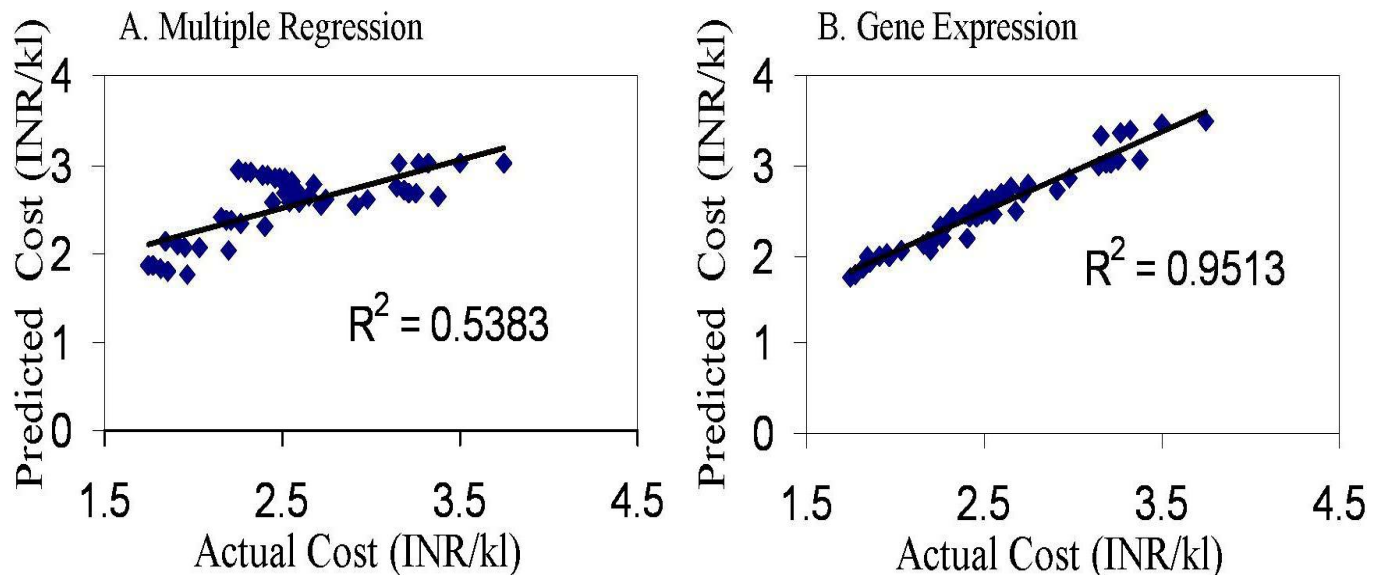 A. Multiple Regression
Predicted Cost (INR/kl)
4
3
2
1
0
R² = 0.5383
1.5 2.5 3.5 4.5
Actual Cost (INR/kl)
B. Gene Expression
Predicted Cost (INR/kl)
4
3
2
1
0
R² = 0.9513
1.5 2.5 3.5 4.5
Actual Cost (INR/kl)